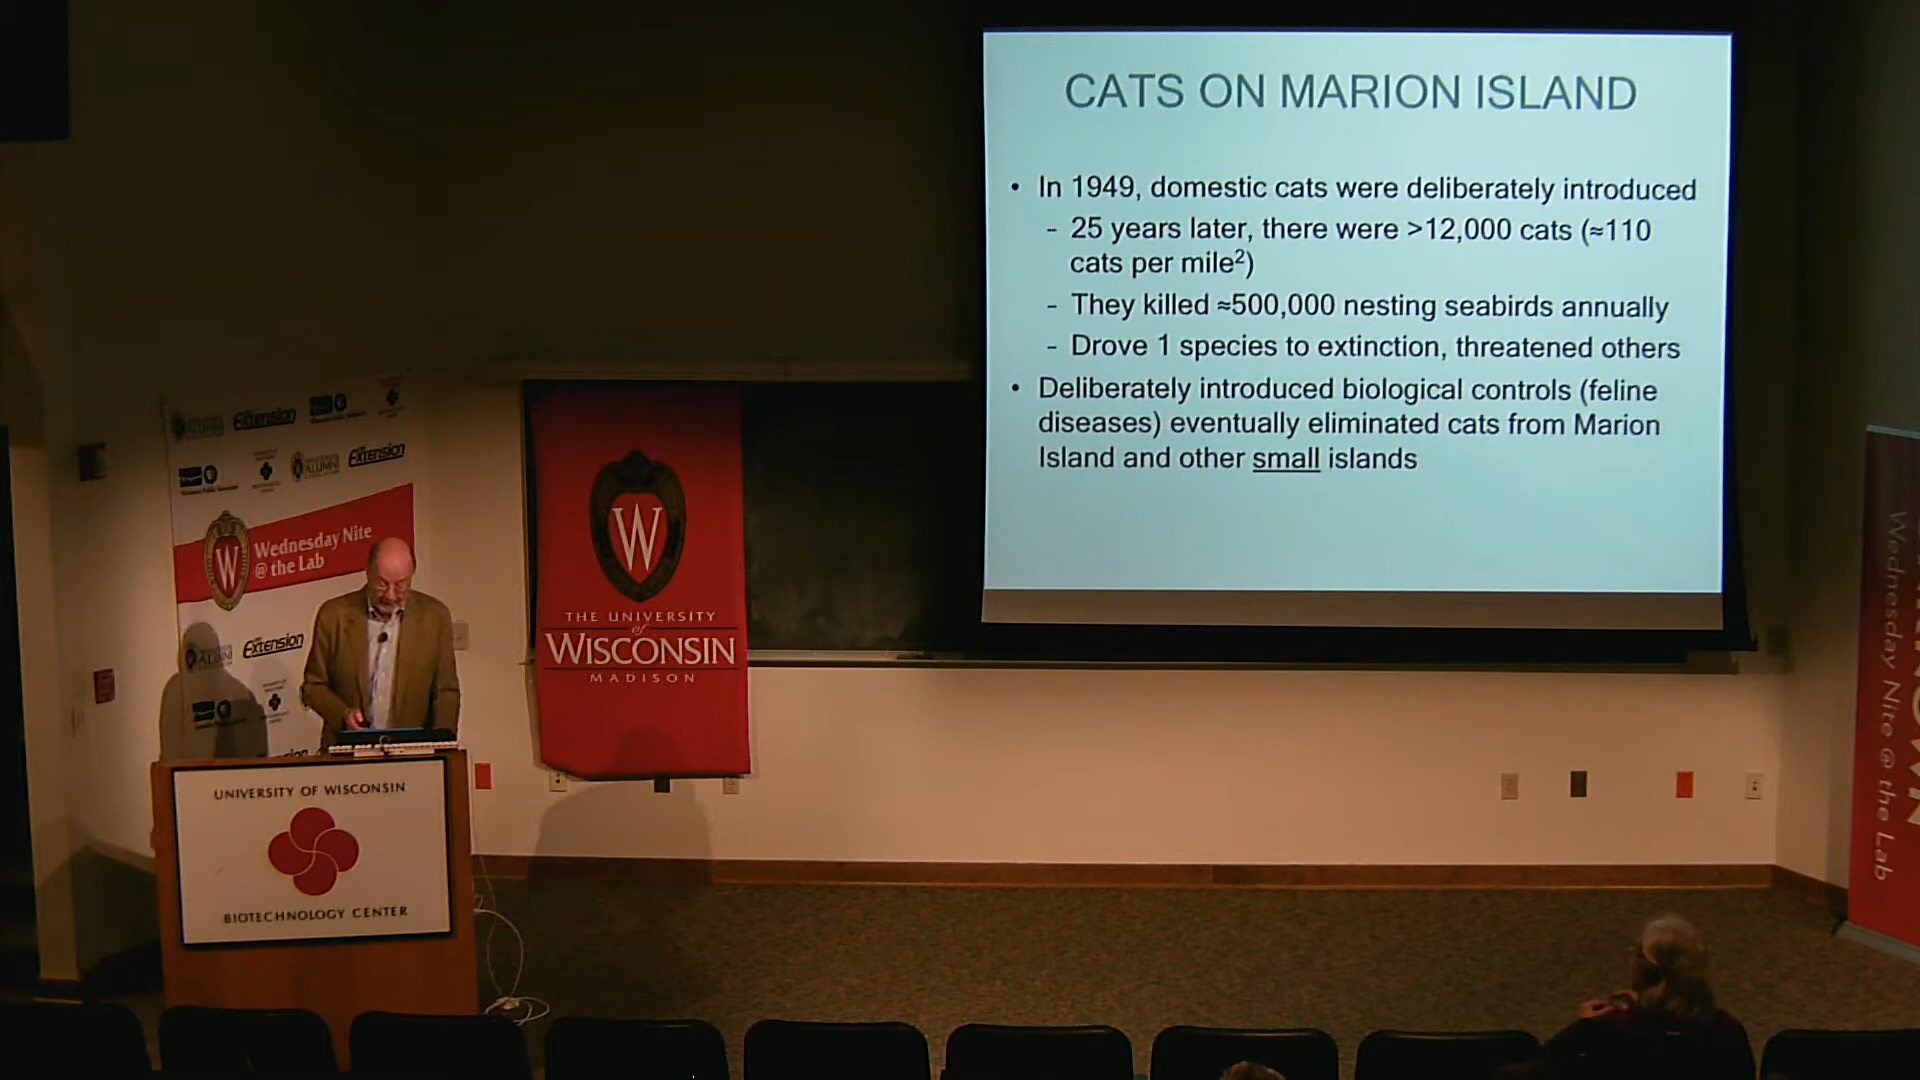 CATS ON MARION ISLAND
• In 1949, domestic cats were deliberately introduced
- 25 years later, there were >12,000 cats (≈110
cats per mile²)
- They killed ≈500,000 nesting seabirds annually
- Drove 1 species to extinction, threatened others
• Deliberately introduced biological controls (feline
diseases) eventually eliminated cats from Marion
Island and other small islands
Extension
Extension
ALUMNI
W
Wednesday Nite
@ the Lab
Extension
ALUMNI
W
THE UNIVERSITY
of
WISCONSIN
MADISON
UNIVERSITY OF WISCONSIN
BIOTECHNOLOGY CENTER
Wednesday Nite @ the Lab